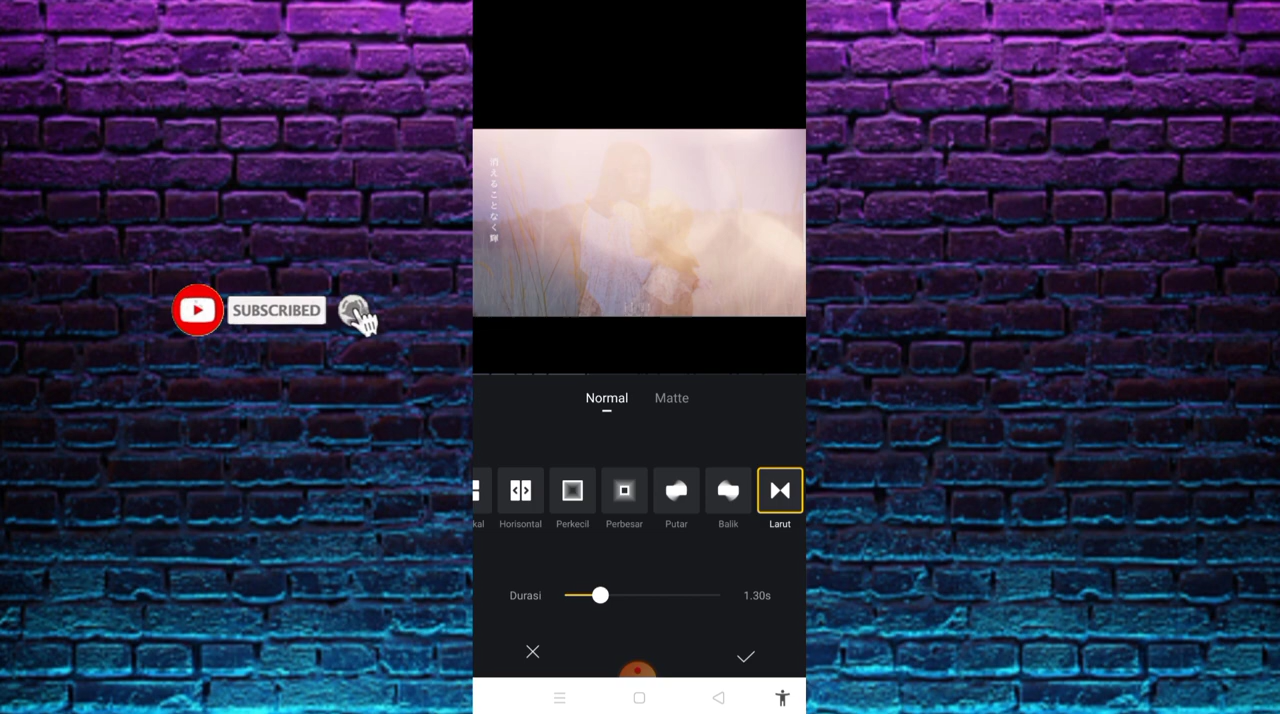 消えることなく輝
SUBSCRIBED
Normal
Matte
kal
Horisontal
Perkecil
Perbesar
Putar
Balik
Larut
Durasi
1.30s